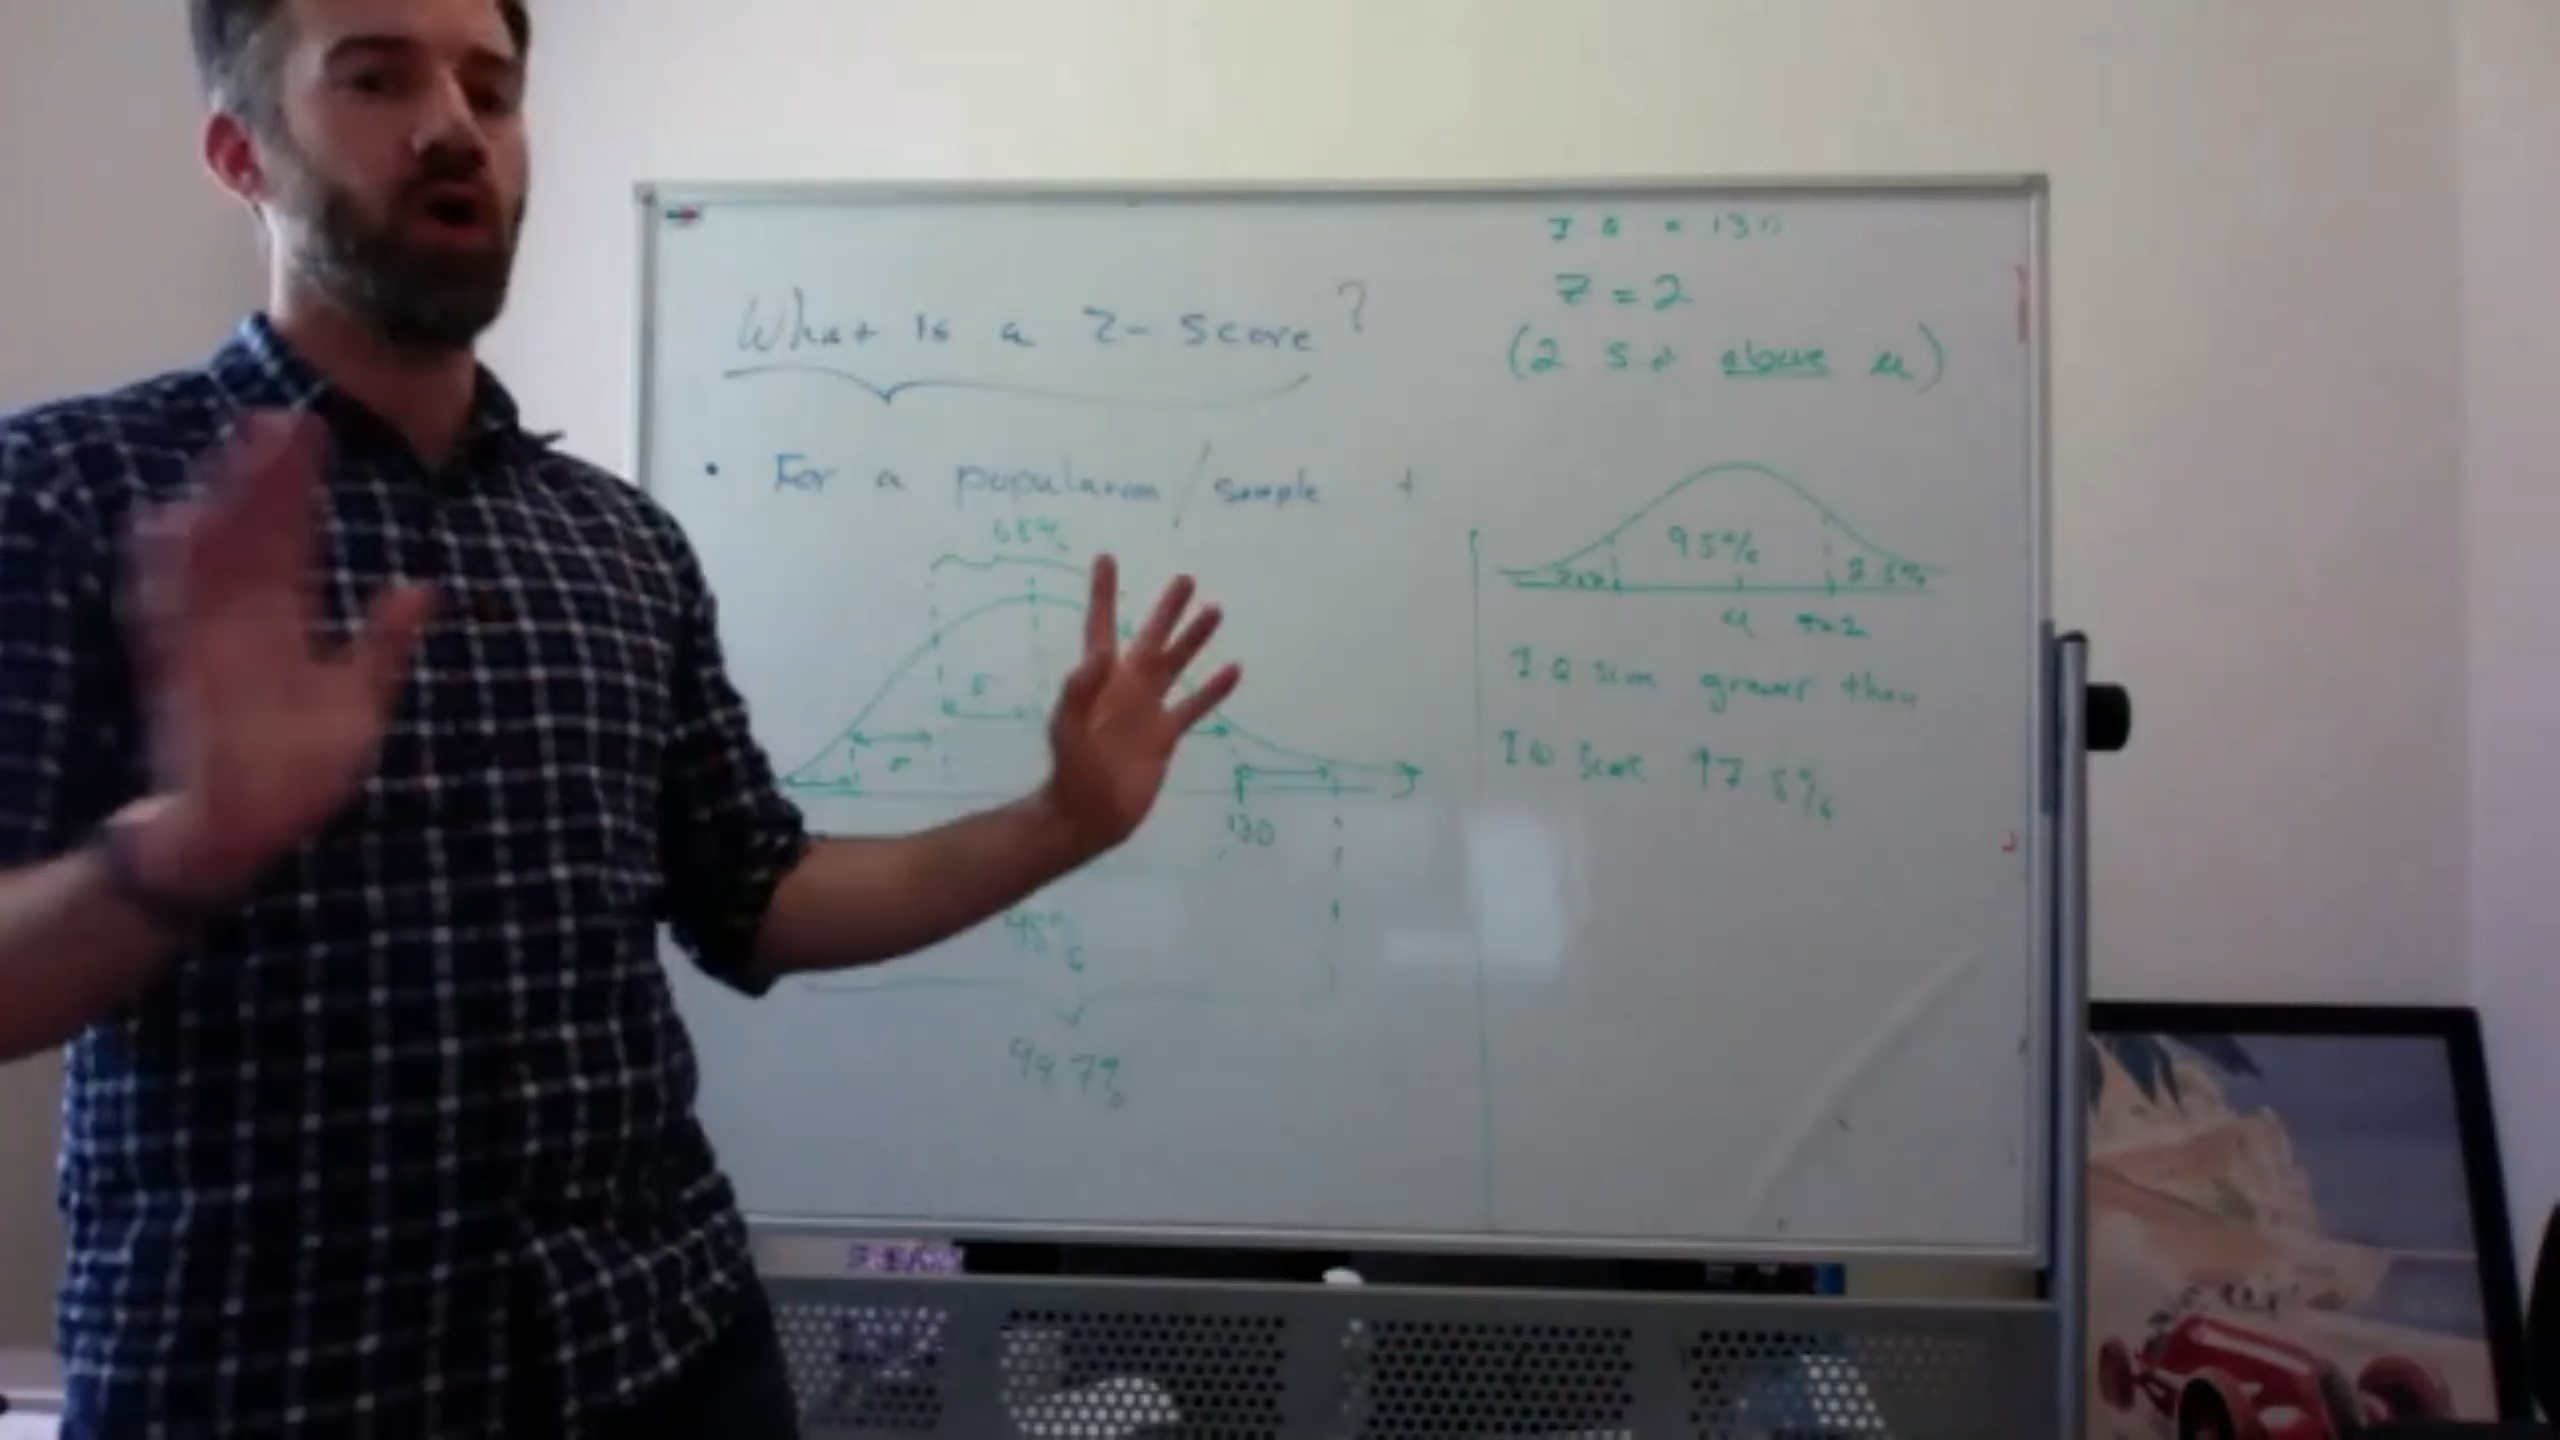 What is a Z-Score?
• For a population/sample +
68%
σ
σ
130
95%
99 7%
IQ = 130
Z = 2
(2 S.D above μ)
95%
2.5%
μ z=2
IQ score greater than
IQ score 97 5%